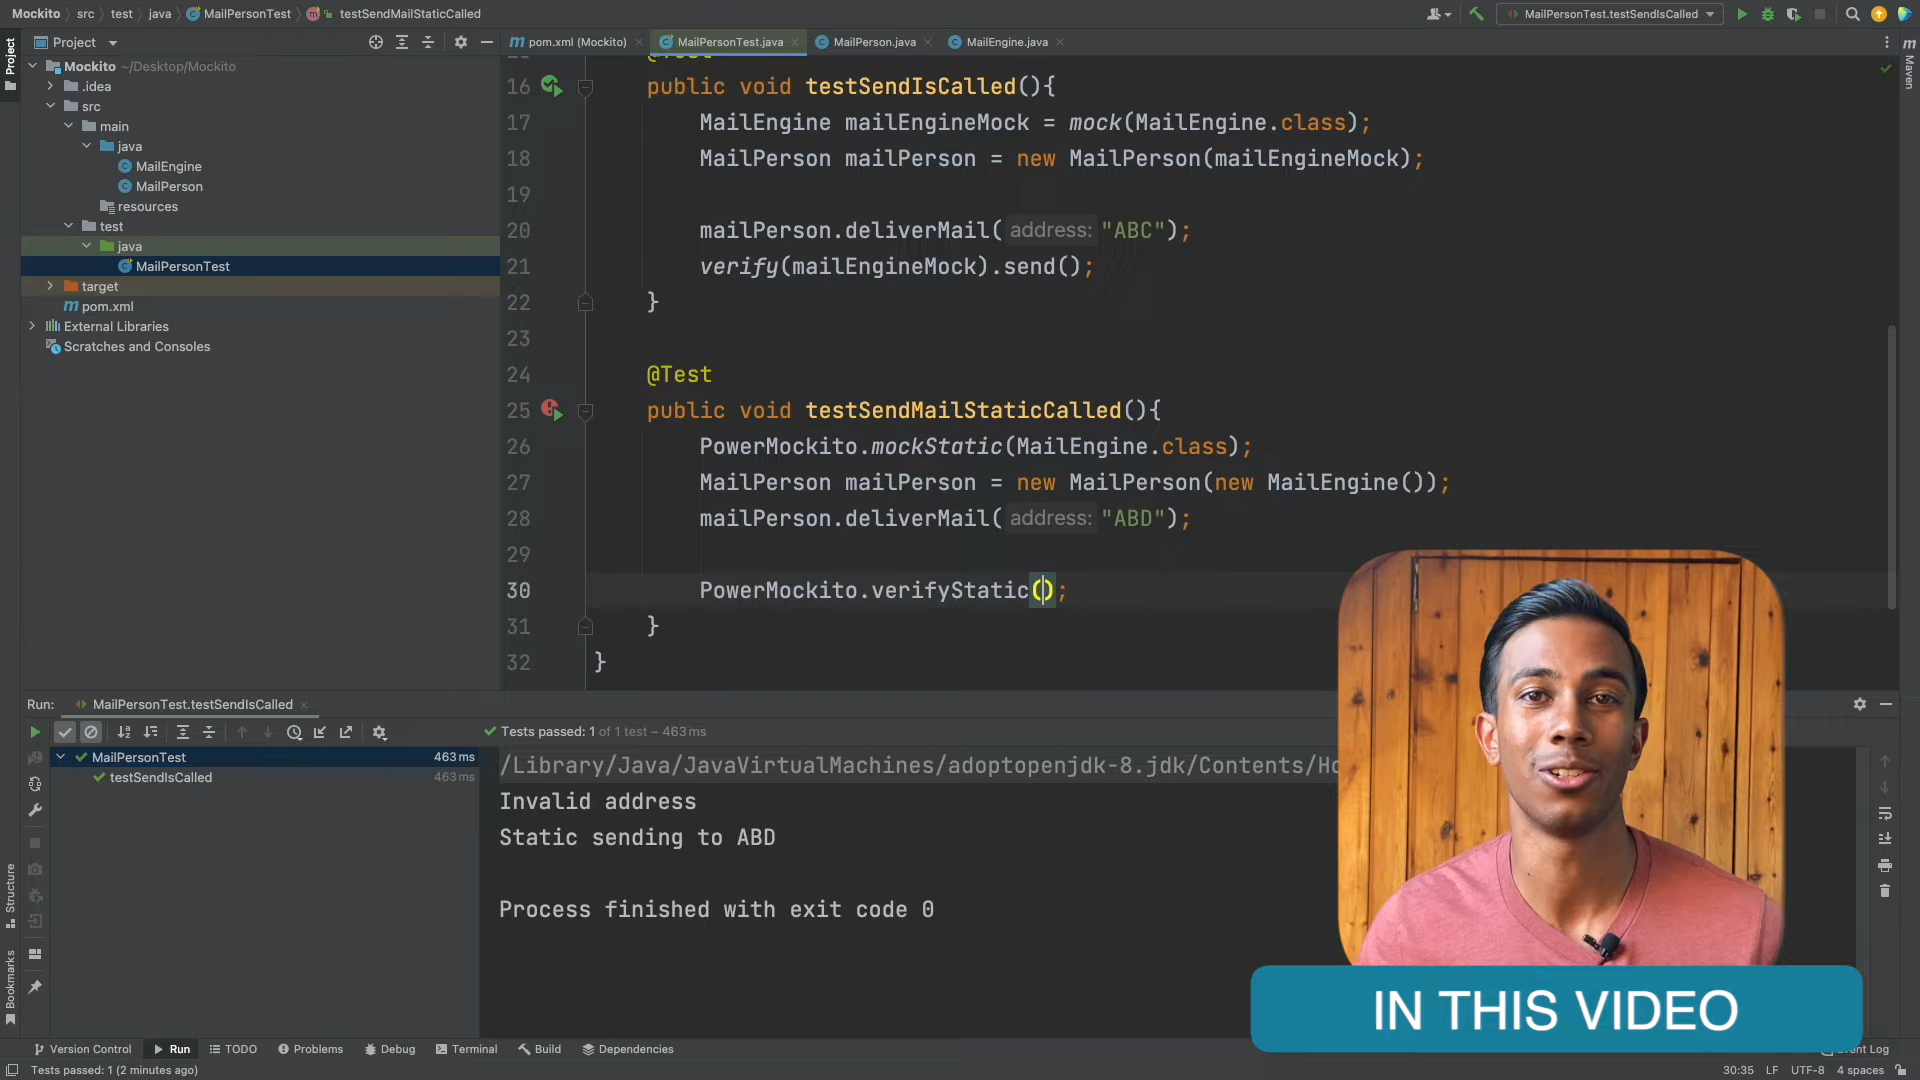 Mockito src test java MailPersonTest testSendMailStaticCalled
MailPersonTest.testSendIsCalled
Project
pom.xml (Mockito) MailPersonTest.java MailPerson.java MailEngine.java
Project
Maven
Mockito ~/Desktop/Mockito
.idea
src
main
java
MailEngine
MailPerson
resources
test
java
MailPersonTest
target
pom.xml
External Libraries
Scratches and Consoles
16 public void testSendIsCalled(){
17 MailEngine mailEngineMock = mock(MailEngine.class);
18 MailPerson mailPerson = new MailPerson(mailEngineMock);
19
20 mailPerson.deliverMail( address: "ABC");
21 verify(mailEngineMock).send();
22 }
23
24 @Test
25 public void testSendMailStaticCalled(){
26 PowerMockito.mockStatic(MailEngine.class);
27 MailPerson mailPerson = new MailPerson(new MailEngine());
28 mailPerson.deliverMail( address: "ABD");
29
30 PowerMockito.verifyStatic();
31 }
32 }
Run: MailPersonTest.testSendIsCalled
Tests passed: 1 of 1 test – 463 ms
MailPersonTest 463 ms
testSendIsCalled 463 ms
/Library/Java/JavaVirtualMachines/adoptopenjdk-8.jdk/Contents/Ho
Invalid address
Static sending to ABD
Process finished with exit code 0
Structure
Bookmarks
IN THIS VIDEO
Version Control Run TODO Problems Debug Terminal Build Dependencies Event Log
Tests passed: 1 (2 minutes ago)
30:35 LF UTF-8 4 spaces